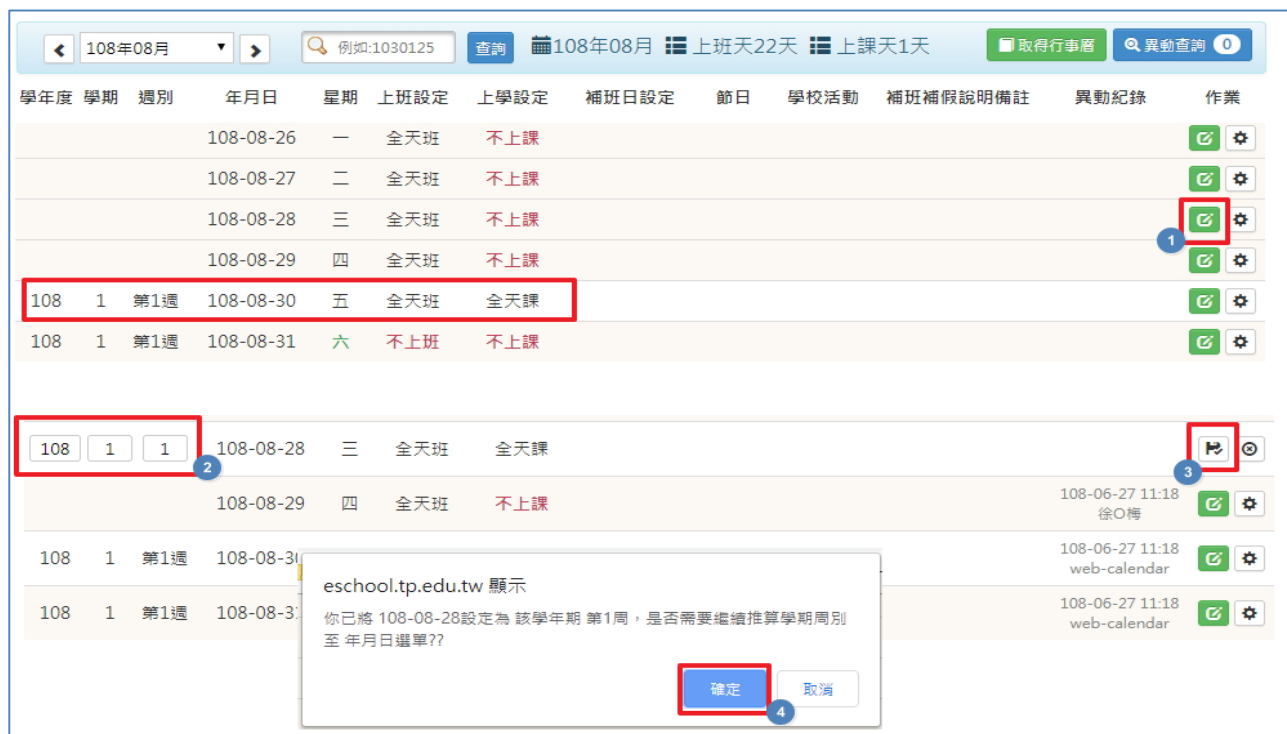 108年08月 例如:1030125 查詢 108年08月 上班天22天 上課天1天 取得行事曆 異動查詢 0
學年度 學期 週別 年月日 星期 上班設定 上學設定 補班日設定 節日 學校活動 補班補假說明備註 異動紀錄 作業
108-08-26 一 全天班 不上課
108-08-27 二 全天班 不上課
108-08-28 三 全天班 不上課
1
108-08-29 四 全天班 不上課
108 1 第1週 108-08-30 五 全天班 全天課
108 1 第1週 108-08-31 六 不上班 不上課
108 1 1 108-08-28 三 全天班 全天課
2 3
108-08-29 四 全天班 不上課 108-06-27 11:18
徐O梅
108 1 第1週 108-08-30 108-06-27 11:18
web-calendar
108 1 第1週 108-08-3 108-06-27 11:18
web-calendar
eschool.tp.edu.tw 顯示
你已將 108-08-28設定為 該學年期 第1周，是否需要繼續推算學期周別
至 年月日選單??
確定 取消
4